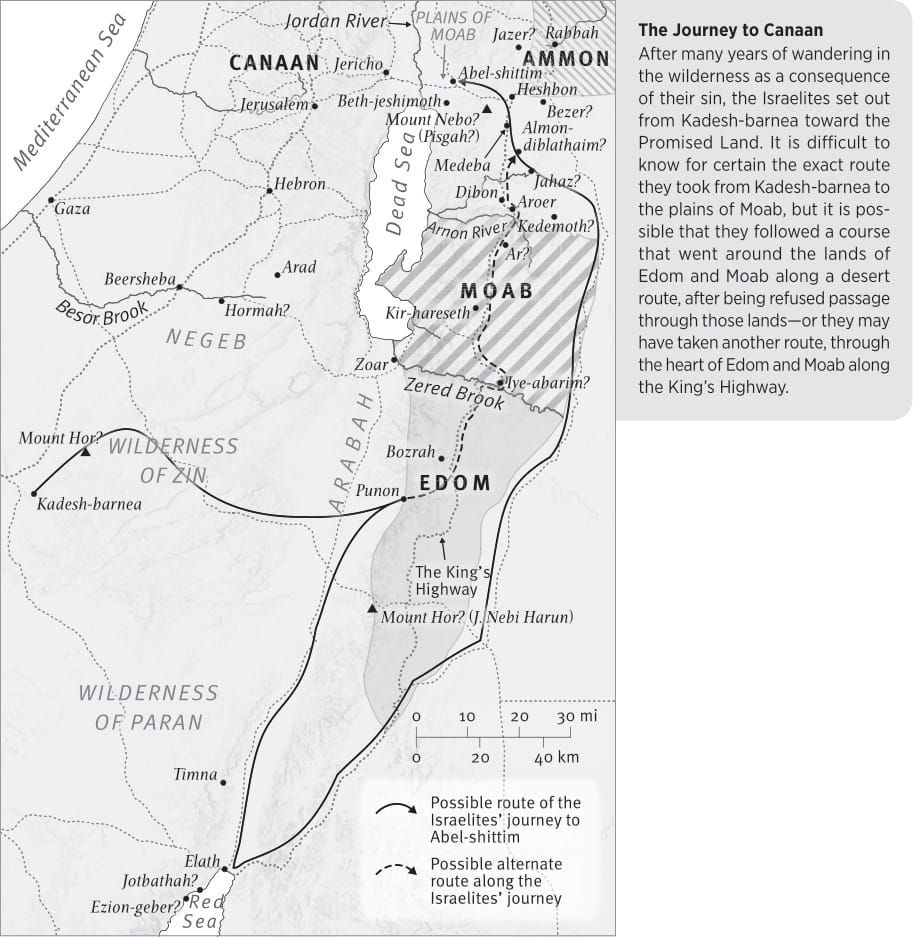 The Journey to Canaan
After many years of wandering in
the wilderness as a consequence
of their sin, the Israelites set out
from Kadesh-barnea toward the
Promised Land. It is difficult to
know for certain the exact route
they took from Kadesh-barnea to
the plains of Moab, but it is pos-
sible that they followed a course
that went around the lands of
Edom and Moab along a desert
route, after being refused passage
through those lands—or they may
have taken another route, through
the heart of Edom and Moab along
the King's Highway.
Mediterranean Sea
Jordan River
PLAINS OF
MOAB
Jazer?
Rabbah
AMMON
CANAAN
Jericho
Abel-shittim
Heshbon
Jerusalem
Beth-jeshimoth
Bezer?
Mount Nebo?
(Pisgah?)
Almon-
diblathaim?
Medeba
Dead Sea
Jahaz?
Hebron
Dibon
Aroer
Gaza
Arnon River
Kedemoth?
Ar?
Arad
Beersheba
MOAB
Besor Brook
Hormah?
Kir-hareseth
NEGEB
Zoar
Zered Brook
Iye-abarim?
ARABAH
Mount Hor?
WILDERNESS
OF ZIN
Bozrah
EDOM
Punon
Kadesh-barnea
The King's
Highway
Mount Hor? (J. Nebi Harun)
WILDERNESS
OF PARAN
0 10 20 30 mi
0 20 40 km
Timna
Possible route of the
Israelites' journey to
Abel-shittim
Possible alternate
route along the
Israelites' journey
Elath
Jotbathah?
Ezion-geber?
Red
Sea